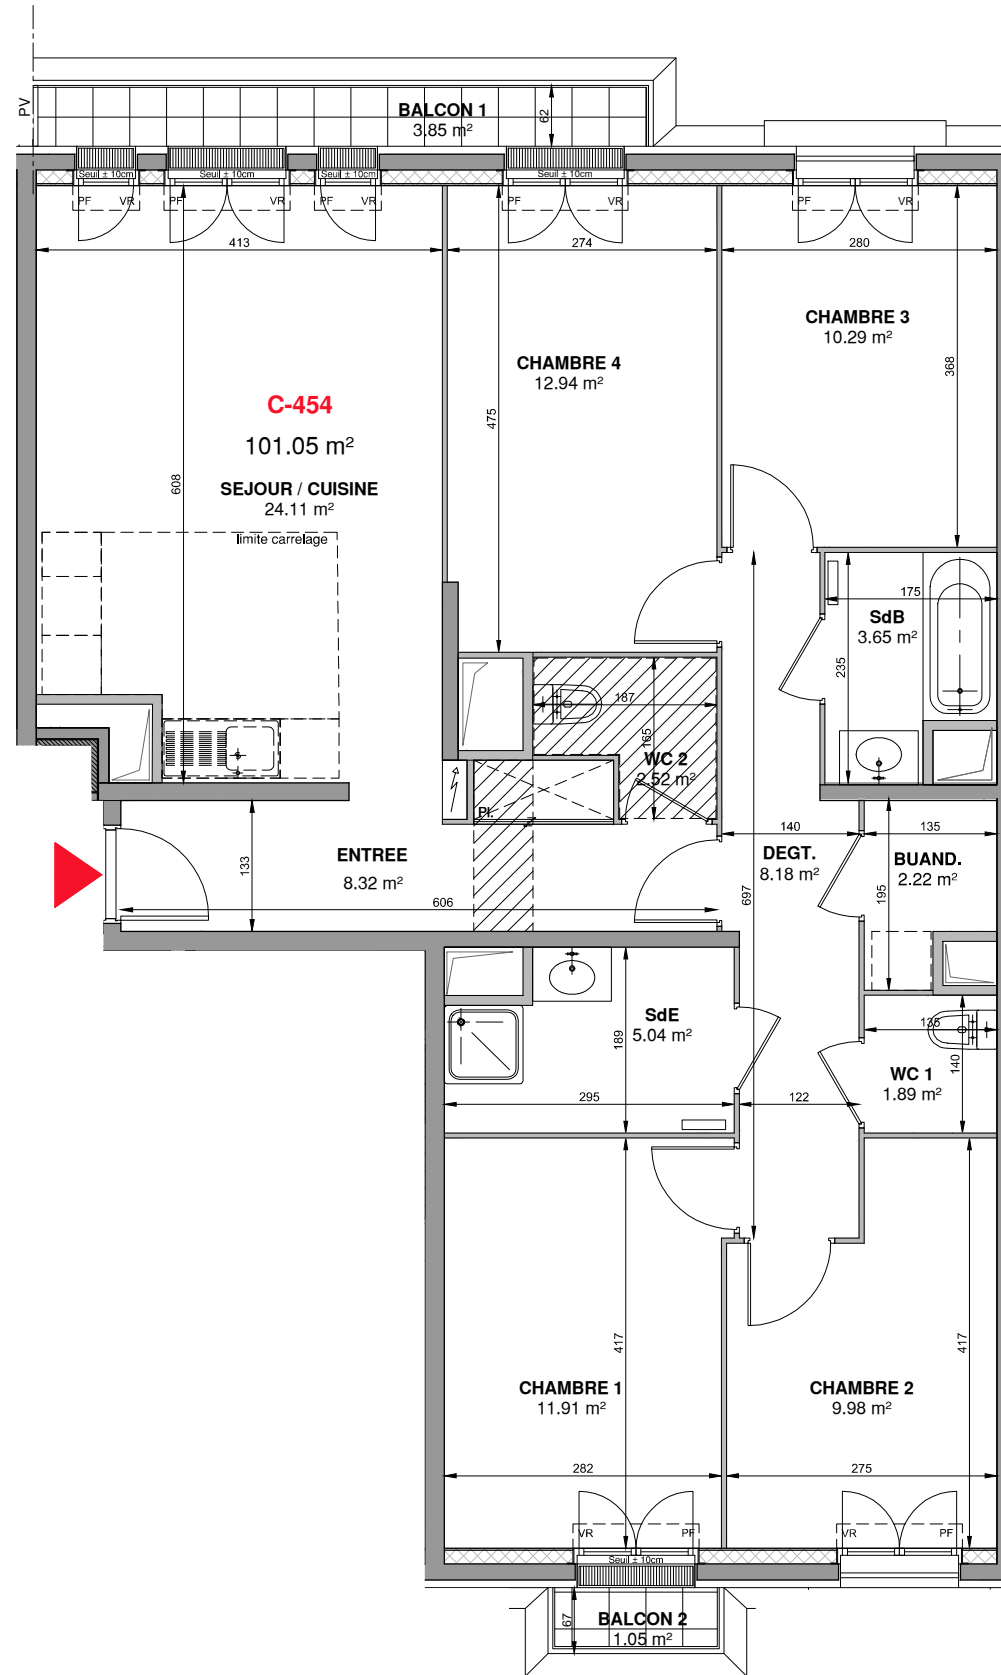 PV
BALCON 1
3.85 m²
62
Seuil ± 10cm
Seuil ± 10cm
Seuil ± 10cm
Seuil ± 10cm
PF
VR
PF
VR
PF
VR
PF
VR
PF
VR
413
274
280
CHAMBRE 3
10.29 m²
368
CHAMBRE 4
12.94 m²
475
C-454
101.05 m²
608
SEJOUR / CUISINE
24.11 m²
limite carrelage
175
SdB
3.65 m²
235
187
165
WC 2
2.52 m²
Pl.
140
135
ENTREE
8.32 m²
133
DEGT.
8.18 m²
BUAND.
2.22 m²
195
606
697
SdE
5.04 m²
189
135
WC 1
1.89 m²
140
295
122
417
417
CHAMBRE 1
11.91 m²
CHAMBRE 2
9.98 m²
282
275
VR
PF
VR
PF
Seuil ± 10cm
67
BALCON 2
1.05 m²